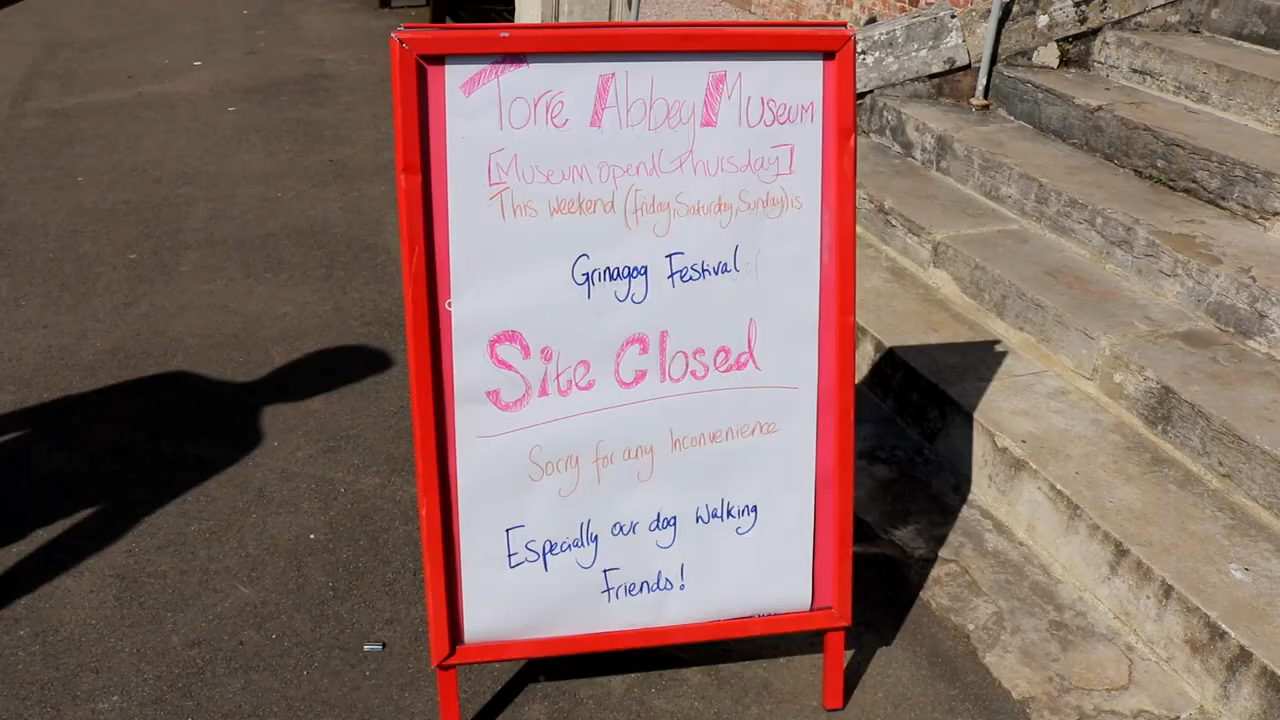 Torre Abbey Museum
[Museum open (Thursday]
This weekend (Friday, Saturday, Sunday) is
Grinagog Festival
Site Closed
Sorry for any Inconvenience
Especially our dog walking
Friends!